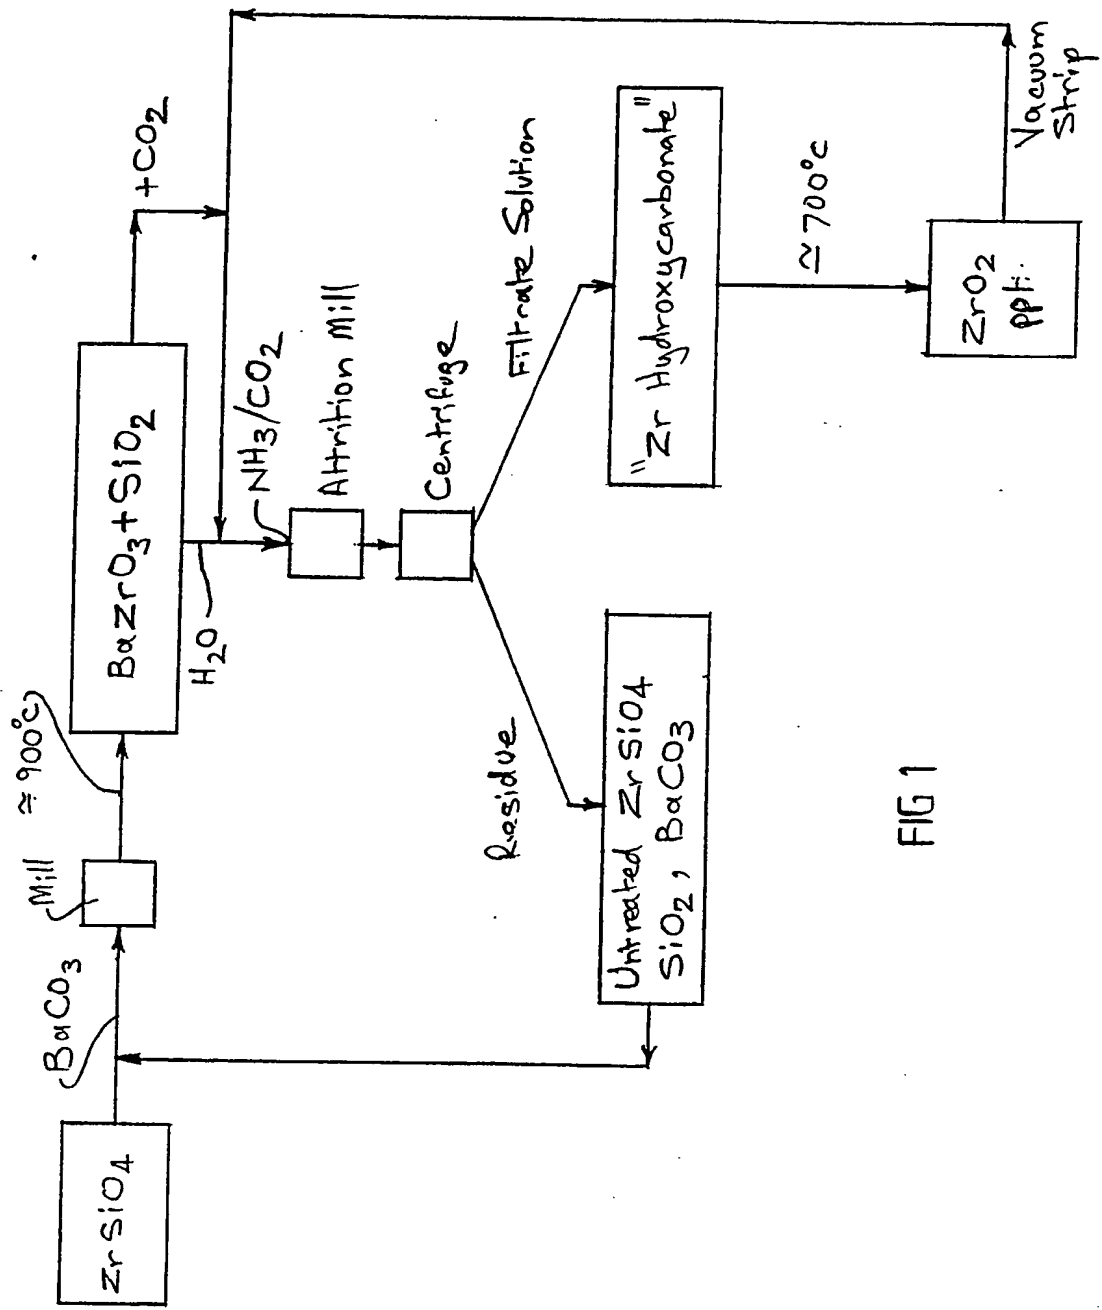 ZrSiO4
BaCO3
Mill
≃900°C
BaZrO3+SiO2
+CO2
H2O
NH3/CO2
Attrition Mill
Centrifuge
Residue
Filtrate Solution
Untreated ZrSiO4
SiO2, BaCO3
"Zr Hydroxycarbonate"
≃700°C
ZrO2
ppt.
Vacuum
Strip
FIG 1